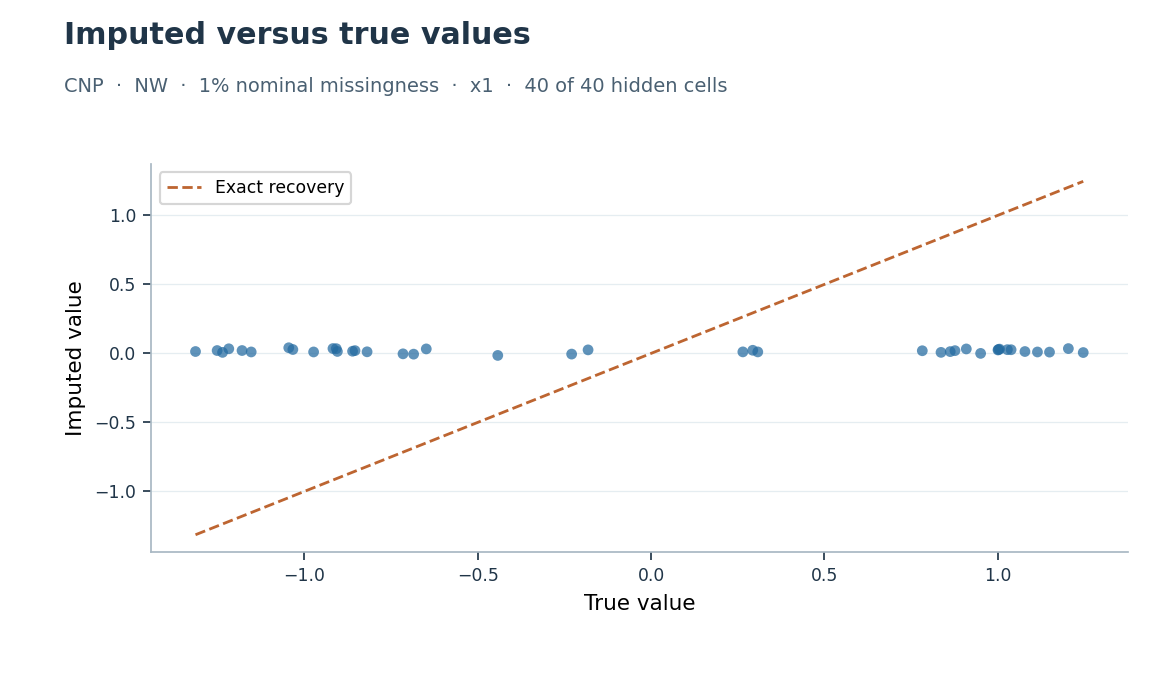 Imputed versus true values
CNP · NW · 1% nominal missingness · x1 · 40 of 40 hidden cells
Exact recovery
1.0
0.5
0.0
−0.5
−1.0
Imputed value
−1.0
−0.5
0.0
0.5
1.0
True value